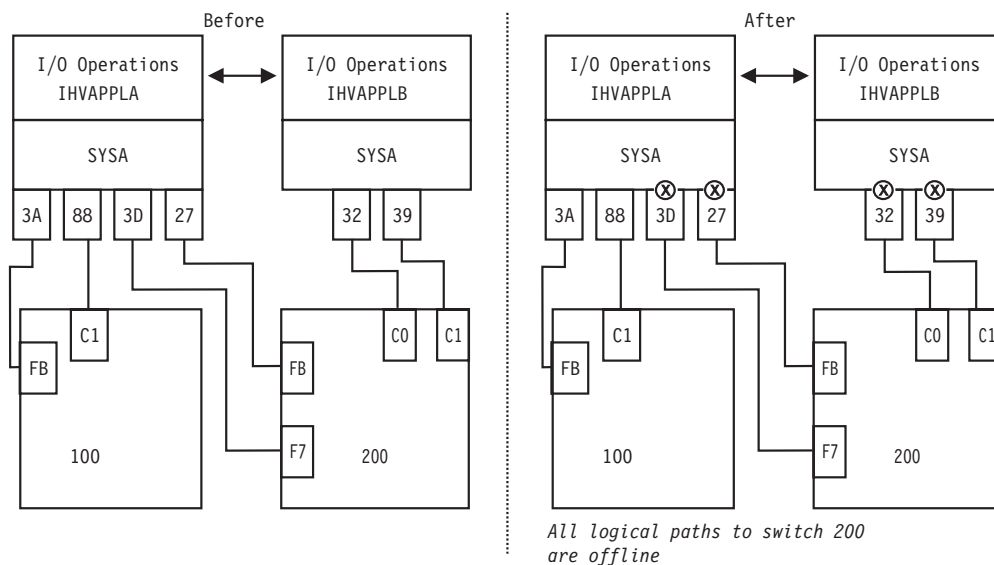 Before
I/O Operations
IHVAPPLA
I/O Operations
IHVAPPLB
SYSA
SYSA
3A 88 3D 27
32 39
C1
C0 C1
FB
FB
F7
100
200
After
I/O Operations
IHVAPPLA
I/O Operations
IHVAPPLB
SYSA
SYSA
X X
X X
3A 88 3D 27
32 39
C1
C0 C1
FB
FB
F7
100
200
All logical paths to switch 200
are offline